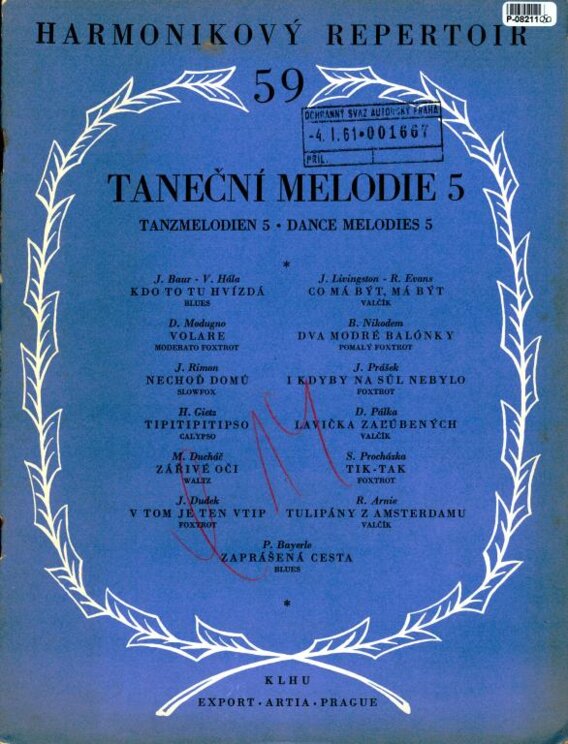 P-08211
HARMONIKOVÝ REPERTOIR
59
OCHRANNÝ SVAZ AUTORSKÝ PRAHA
-4. I. 61 * 001667
PŘÍL.
TANEČNÍ MELODIE 5
TANZMELODIEN 5 • DANCE MELODIES 5
*
J. Baur - V. Hála
KDO TO TU HVÍZDÁ
BLUES
J. Livingston - R. Evans
CO MÁ BÝT, MÁ BÝT
VALČÍK
D. Modugno
VOLARE
MODERATO FOXTROT
B. Nikodem
DVA MODRÉ BALÓNKY
POMALÝ FOXTROT
J. Rimon
NECHOĎ DOMŮ
SLOWFOX
J. Prášek
I KDYBY NA SŮL NEBYLO
FOXTROT
H. Gietz
TIPITIPITIPSO
CALYPSO
D. Pálka
LAVIČKA ZAĽÚBENÝCH
VALČÍK
M. Ducháč
ZÁŘIVÉ OČI
WALTZ
S. Procházka
TIK-TAK
FOXTROT
J. Dudek
V TOM JE TEN VTIP
FOXTROT
R. Arnie
TULIPÁNY Z AMSTERDAMU
VALČÍK
P. Bayerle
ZAPRÁŠENÁ CESTA
BLUES
*
KLHU
EXPORT • ARTIA • PRAGUE